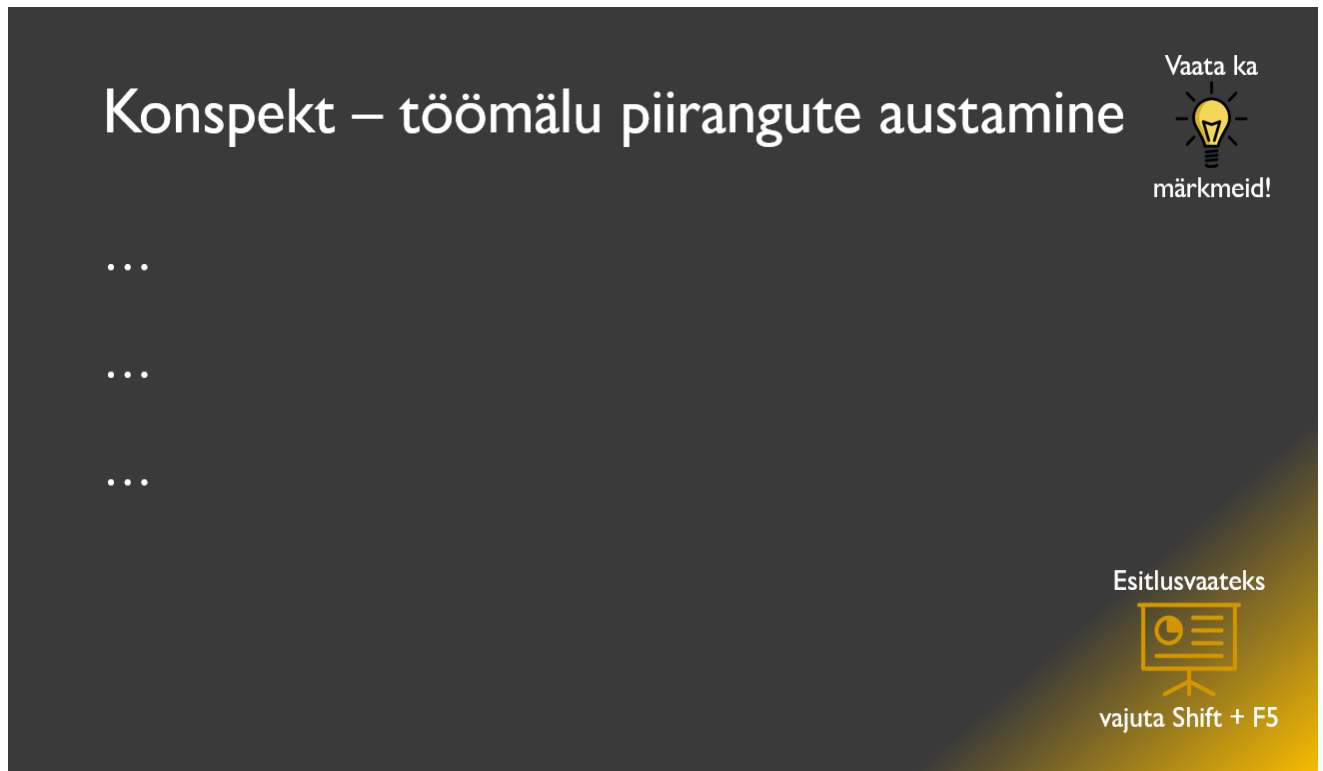 Konspekt – töömälu piirangute austamine
Vaata ka
märkmeid!
…
…
…
Esitlusvaateks
vajuta Shift + F5